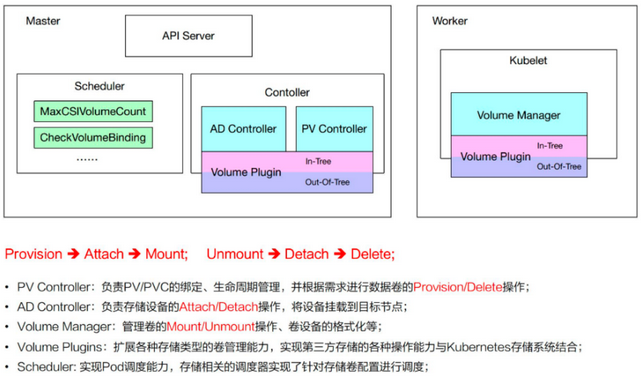 Master
API Server
Scheduler
MaxCSIVolumeCount
CheckVolumeBinding
......
Contoller
AD Controller
PV Controller
Volume Plugin
In-Tree
Out-Of-Tree
Worker
Kubelet
Volume Manager
Volume Plugin
In-Tree
Out-Of-Tree
Provision ➔ Attach ➔ Mount; Unmount ➔ Detach ➔ Delete;
• PV Controller: 负责PV/PVC的绑定、生命周期管理，并根据需求进行数据卷的Provision/Delete操作；
• AD Controller: 负责存储设备的Attach/Detach操作，将设备挂载到目标节点；
• Volume Manager: 管理卷的Mount/Unmount操作、卷设备的格式化等；
• Volume Plugins: 扩展各种存储类型的卷管理能力，实现第三方存储的各种操作能力与Kubernetes存储系统结合；
• Scheduler: 实现Pod调度能力，存储相关的调度器实现了针对存储卷配置进行调度；